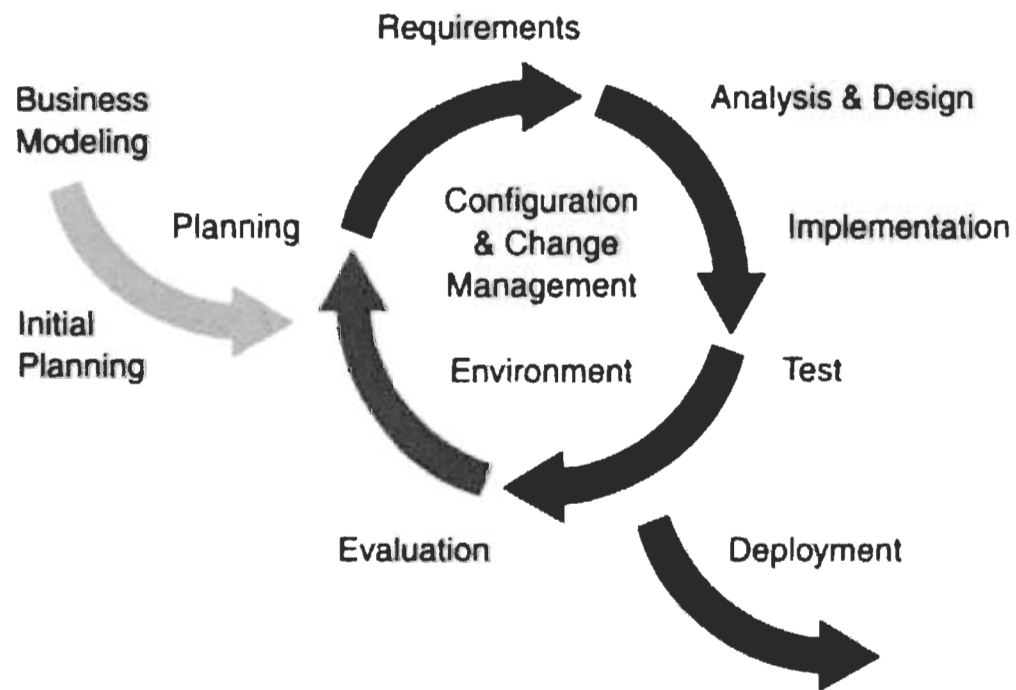 Requirements
Business
Modeling
Analysis & Design
Planning
Configuration
& Change
Management
Implementation
Initial
Planning
Environment
Test
Evaluation
Deployment